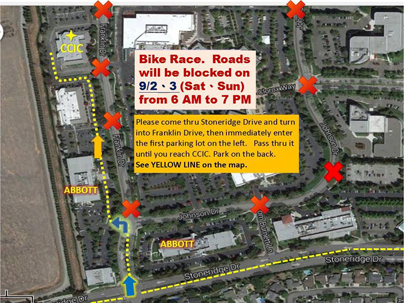 CCIC
Bike Race. Roads
will be blocked on
9/2、3 (Sat、Sun)
from 6 AM to 7 PM
Please come thru Stoneridge Drive and turn
into Franklin Drive, then immediately enter
the first parking lot on the left. Pass thru it
until you reach CCIC. Park on the back.
See YELLOW LINE on the map.
ABBOTT
Johnson Dr
ABBOTT
Stoneridge Dr
Stoneridge Dr